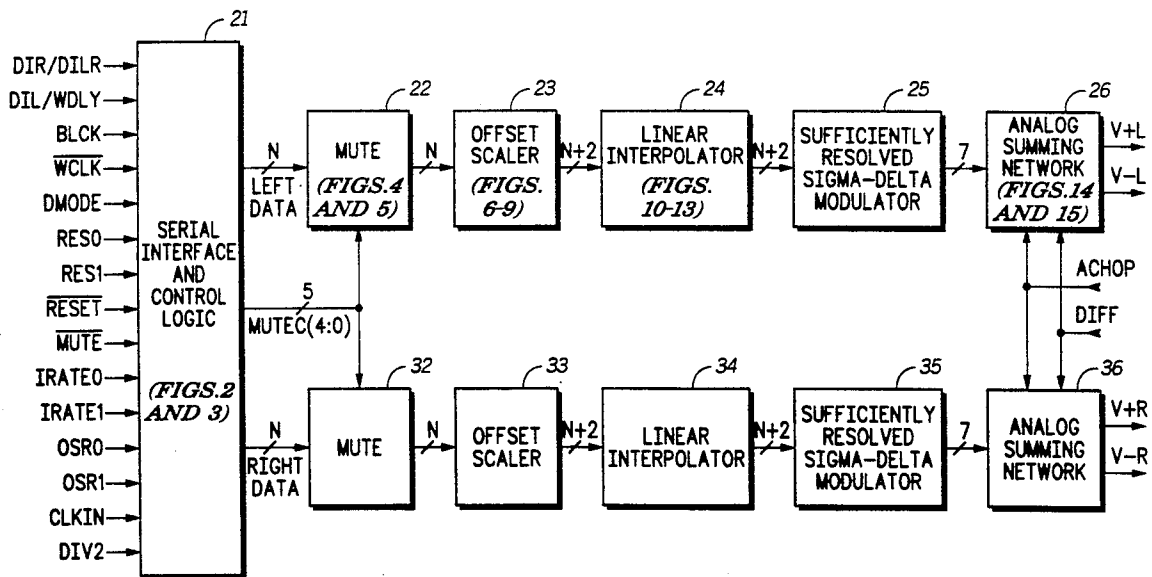 21
DIR/DILR
DIL/WDLY
BLCK
WCLK
DMODE
RES0
RES1
RESET
MUTE
IRATE0
IRATE1
OSR0
OSR1
CLKIN
DIV2
SERIAL
INTERFACE
AND
CONTROL
LOGIC
(FIGS.2
AND 3)
N
LEFT
DATA
5
MUTEC(4:0)
N
RIGHT
DATA
22
MUTE
(FIGS.4
AND 5)
N
23
OFFSET
SCALER
(FIGS.
6-9)
N+2
24
LINEAR
INTERPOLATOR
(FIGS.
10-13)
N+2
25
SUFFICIENTLY
RESOLVED
SIGMA-DELTA
MODULATOR
7
26
ANALOG
SUMMING
NETWORK
(FIGS.14
AND 15)
V+L
V-L
ACHOP
DIFF
32
MUTE
N
33
OFFSET
SCALER
N+2
34
LINEAR
INTERPOLATOR
N+2
35
SUFFICIENTLY
RESOLVED
SIGMA-DELTA
MODULATOR
7
36
ANALOG
SUMMING
NETWORK
V+R
V-R